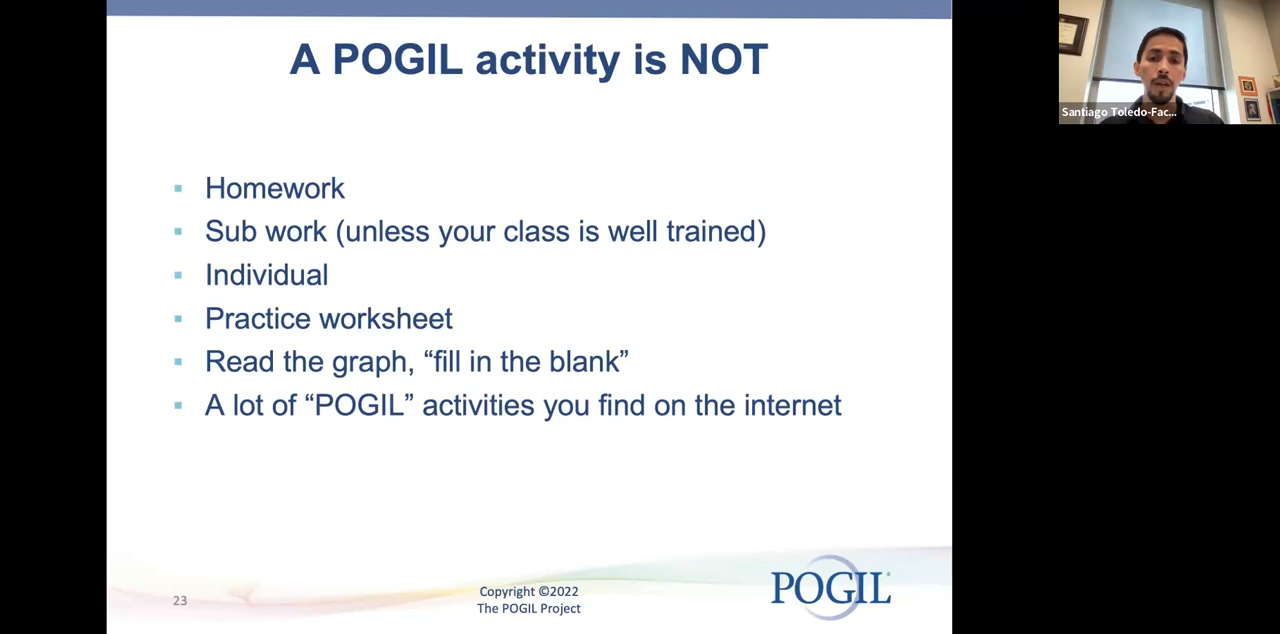 A POGIL activity is NOT
Santiago Toledo-Fac...
▪ Homework
▪ Sub work (unless your class is well trained)
▪ Individual
▪ Practice worksheet
▪ Read the graph, “fill in the blank”
▪ A lot of “POGIL” activities you find on the internet
23
Copyright ©2022
The POGIL Project
POGIL®